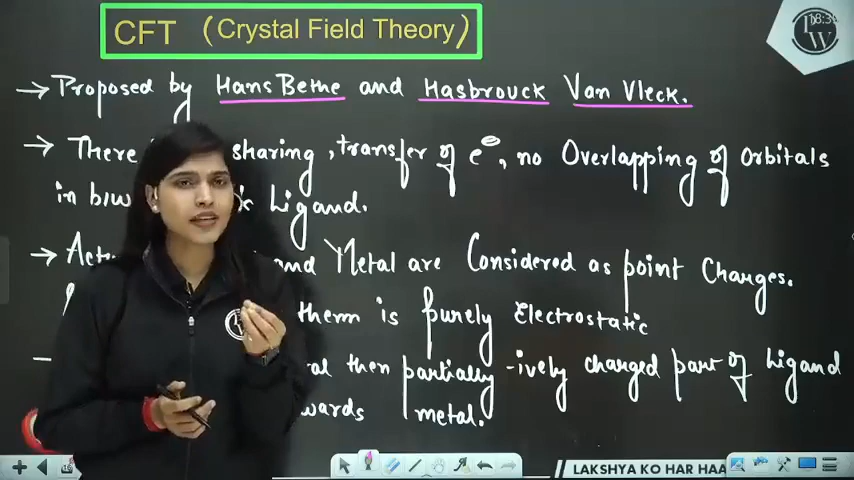 CFT (Crystal Field Theory)
18:3
→ Proposed by Hans Bethe and Hasbrouck Van Vleck.
→ There sharing, transfer of e⊖, no Overlapping of Orbitals
in b/w Ligand.
→ and Metal are Considered as point Charges.
them is purely Electrostatic
then partially -ively charged part of Ligand
metal.
LAKSHYA KO HAR HAA